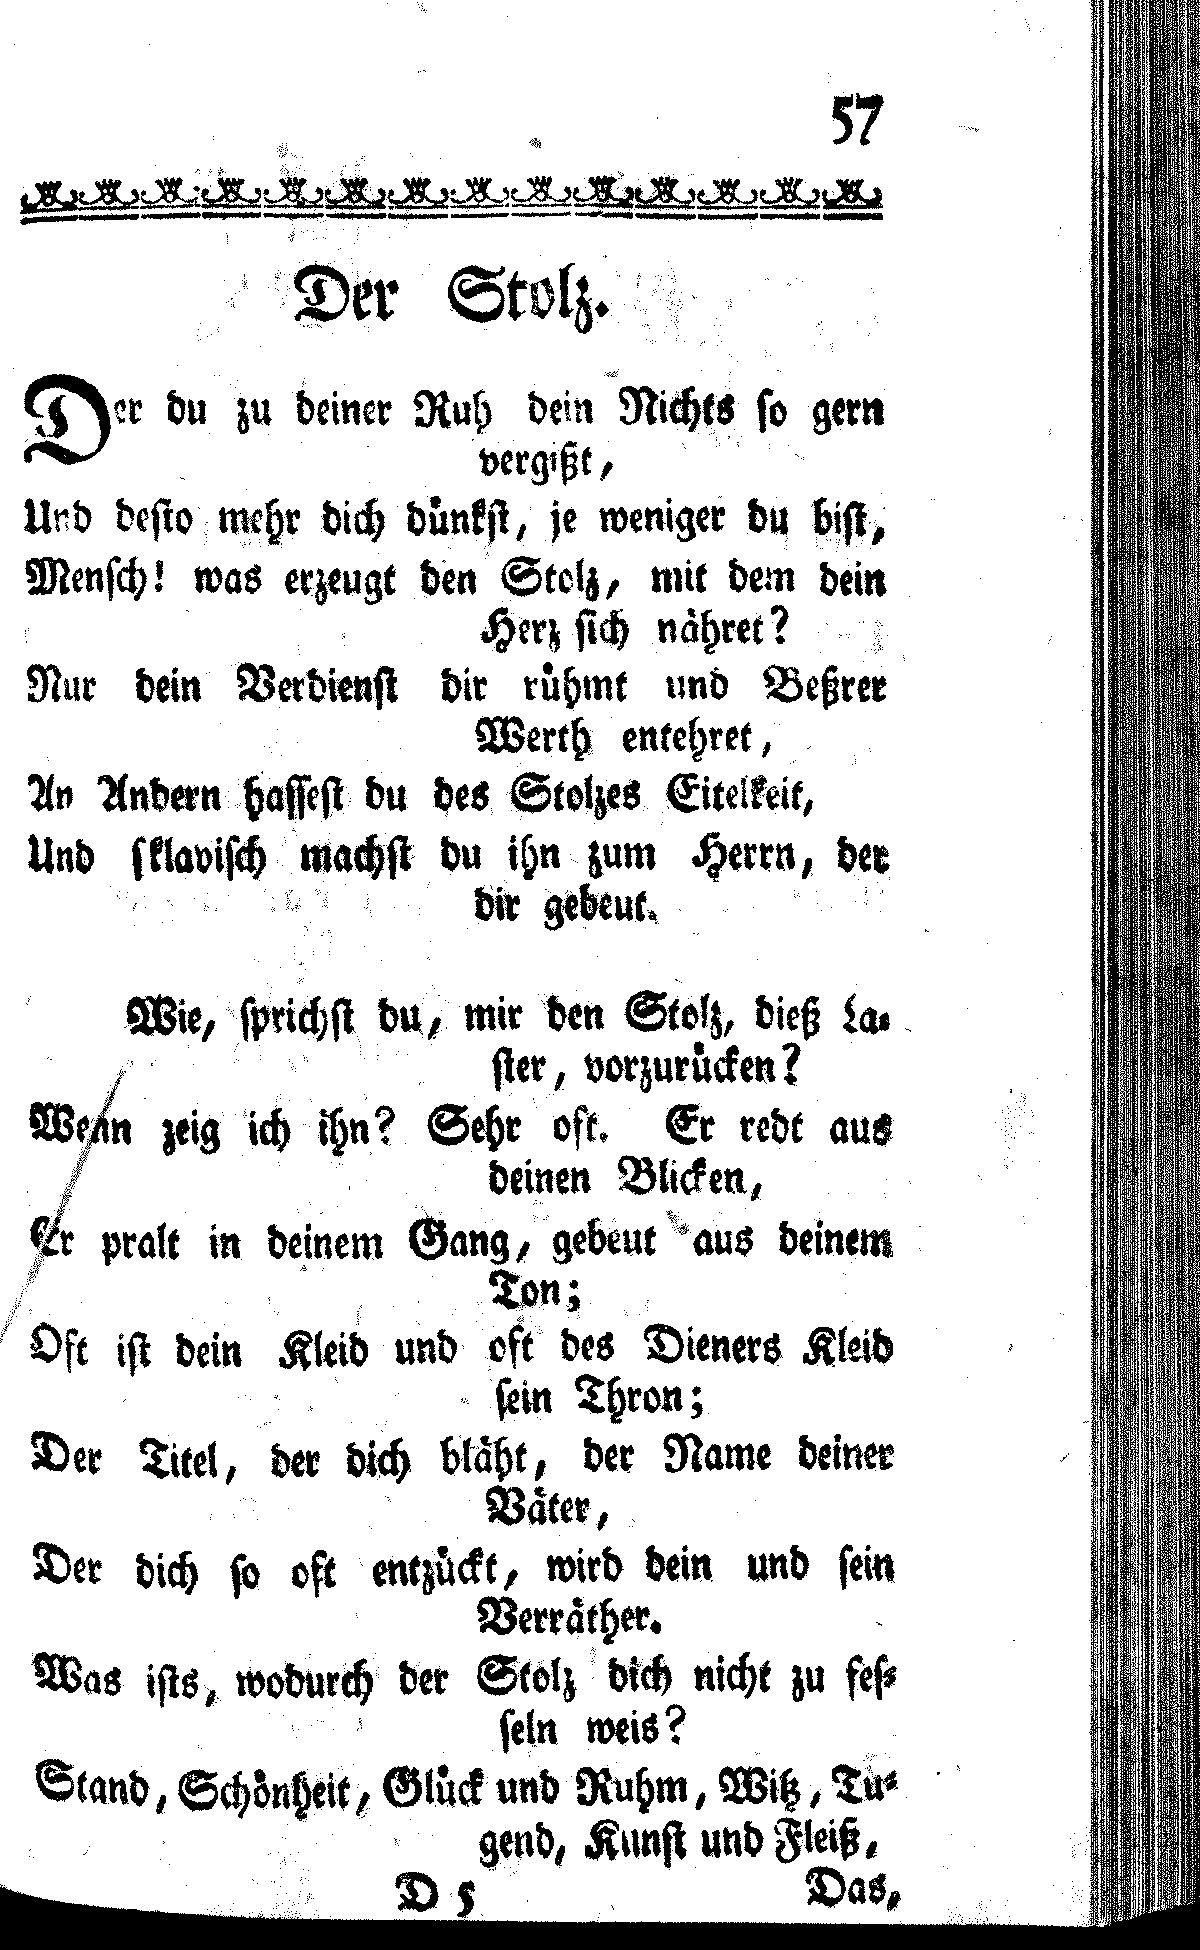 57
Der Stolz.
Der du zu deiner Ruh dein Nichts so gern
vergißt,
Und desto mehr dich dünkst, je weniger du bist,
Mensch! was erzeugt den Stolz, mit dem dein
Herz sich nähret?
Nur dein Verdienst dir rühmt und Beßrer
Werth entehret,
An Andern hassest du des Stolzes Eitelkeit,
Und sklavisch machst du ihn zum Herrn, der
dir gebeut.
Wie, sprichst du, mir den Stolz, dieß La-
ster, vorzurücken?
Wenn zeig ich ihn? Sehr oft. Er redt aus
deinen Blicken,
Er pralt in deinem Gang, gebeut aus deinem
Ton;
Oft ist dein Kleid und oft des Dieners Kleid
sein Thron;
Der Titel, der dich bläht, der Name deiner
Väter,
Der dich so oft entzückt, wird dein und sein
Verräther.
Was ists, wodurch der Stolz dich nicht zu fes-
seln weis?
Stand, Schönheit, Glück und Ruhm, Witz, Tu-
gend, Kunst und Fleiß,
D 5 Das,